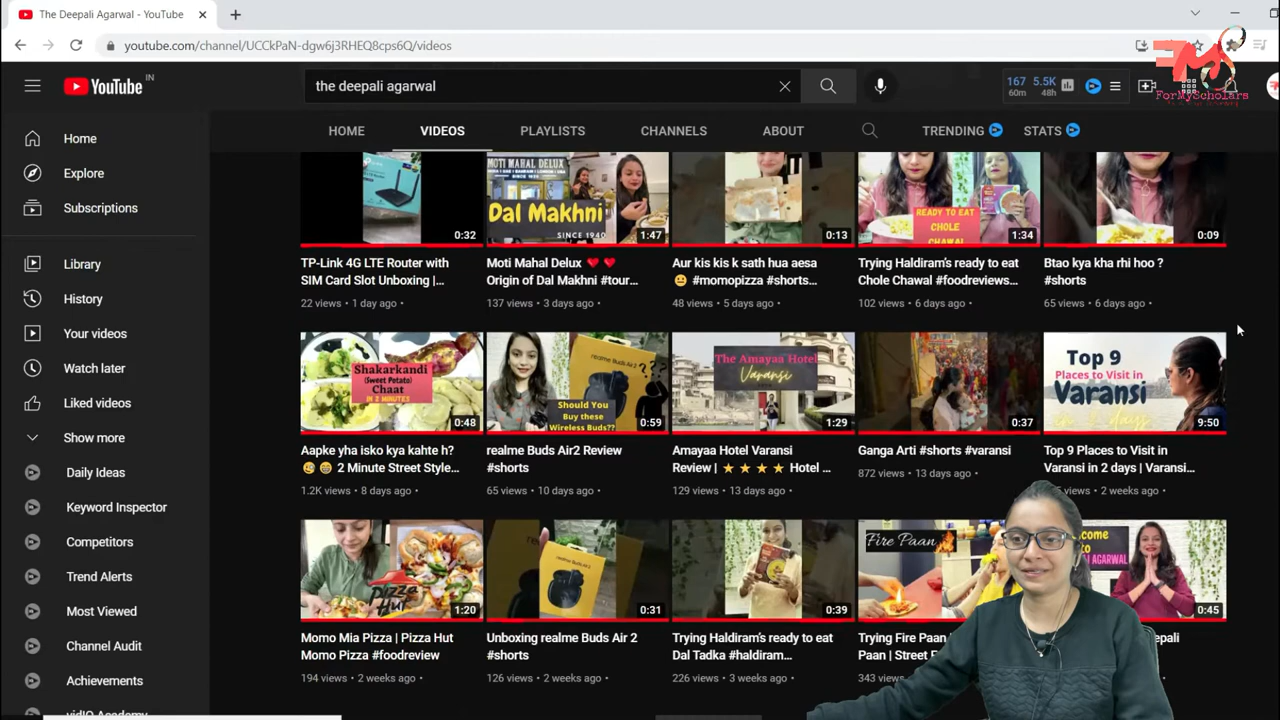 The Deepali Agarwal - YouTube
youtube.com/channel/UCCkPaN-dgw6j3RHEQ8cps6Q/videos
FMS
ForMyScholars
YouTube IN
the deepali agarwal
167 5.5K
60m 48h
HOME VIDEOS PLAYLISTS CHANNELS ABOUT TRENDING STATS
Home
Explore
Subscriptions
Library
History
Your videos
Watch later
Liked videos
Show more
Daily Ideas
Keyword Inspector
Competitors
Trend Alerts
Most Viewed
Channel Audit
Achievements
vidIQ Academy
0:32
MOTI MAHAL DELUX
SINCE 1920
Dal Makhni
SINCE 1940
1:47
0:13
READY TO EAT
CHOLE
CHAWAL
1:34
0:09
TP-Link 4G LTE Router with
SIM Card Slot Unboxing |...
22 views • 1 day ago •
Moti Mahal Delux ❤️ ❤️
Origin of Dal Makhni #tour...
137 views • 3 days ago •
Aur kis kis k sath hua aesa
😐 #momopizza #shorts...
48 views • 5 days ago •
Trying Haldiram's ready to eat
Chole Chawal #foodreviews...
102 views • 6 days ago •
Btao kya kha rhi hoo ?
#shorts
65 views • 6 days ago •
Shakarkandi
(Sweet Potato)
Chaat
IN 2 MINUTES
0:48
realme Buds Air2
???
Should You
Buy these
Wireless Buds??
0:59
The Amayaa Hotel
Varansi
1:29
0:37
Top 9
Places to Visit in
Varansi
in 2 days
9:50
Aapke yha isko kya kahte h?
2 Minute Street Style...
1.2K views • 8 days ago •
realme Buds Air2 Review
#shorts
65 views • 10 days ago •
Amayaa Hotel Varansi
Review | ★ ★ ★ ★ Hotel ...
129 views • 13 days ago •
Ganga Arti #shorts #varansi
872 views • 13 days ago •
Top 9 Places to Visit in
Varansi in 2 days | Varansi...
views • 2 weeks ago •
Pizza
Hut
1:20
0:31
0:39
Fire Paan
AGARWAL
0:45
Momo Mia Pizza | Pizza Hut
Momo Pizza #foodreview
194 views • 2 weeks ago •
Unboxing realme Buds Air 2
#shorts
126 views • 2 weeks ago •
Trying Haldiram's ready to eat
Dal Tadka #haldiram...
226 views • 3 weeks ago •
Trying Fire Paan
Paan | Street
343 views